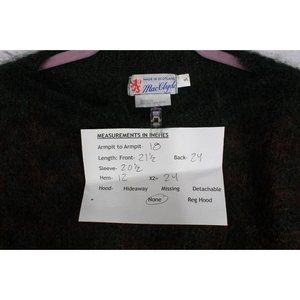 MADE IN SCOTLAND
MacClyde
S
MEASUREMENTS IN INCHES
Armpit to Armpit- 18
Length: Front- 21½ Back- 24
Sleeve- 20½
Hem- 12 X2- 24
Hood- Hideaway Missing Detachable
None Reg Hood